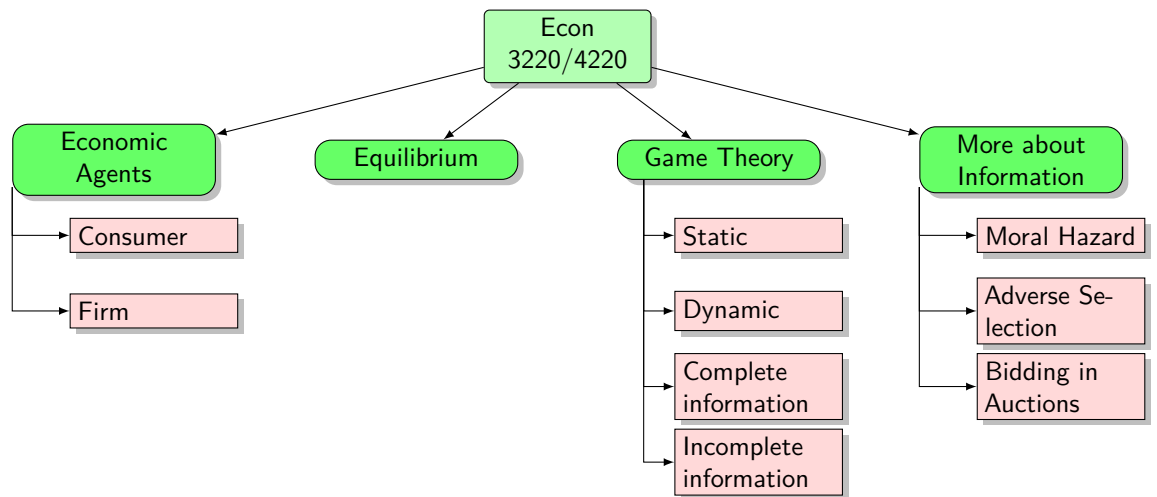 Econ
3220/4220
Economic
Agents
Equilibrium
Game Theory
More about
Information
Consumer
Firm
Static
Dynamic
Complete
information
Incomplete
information
Moral Hazard
Adverse Se-
lection
Bidding in
Auctions